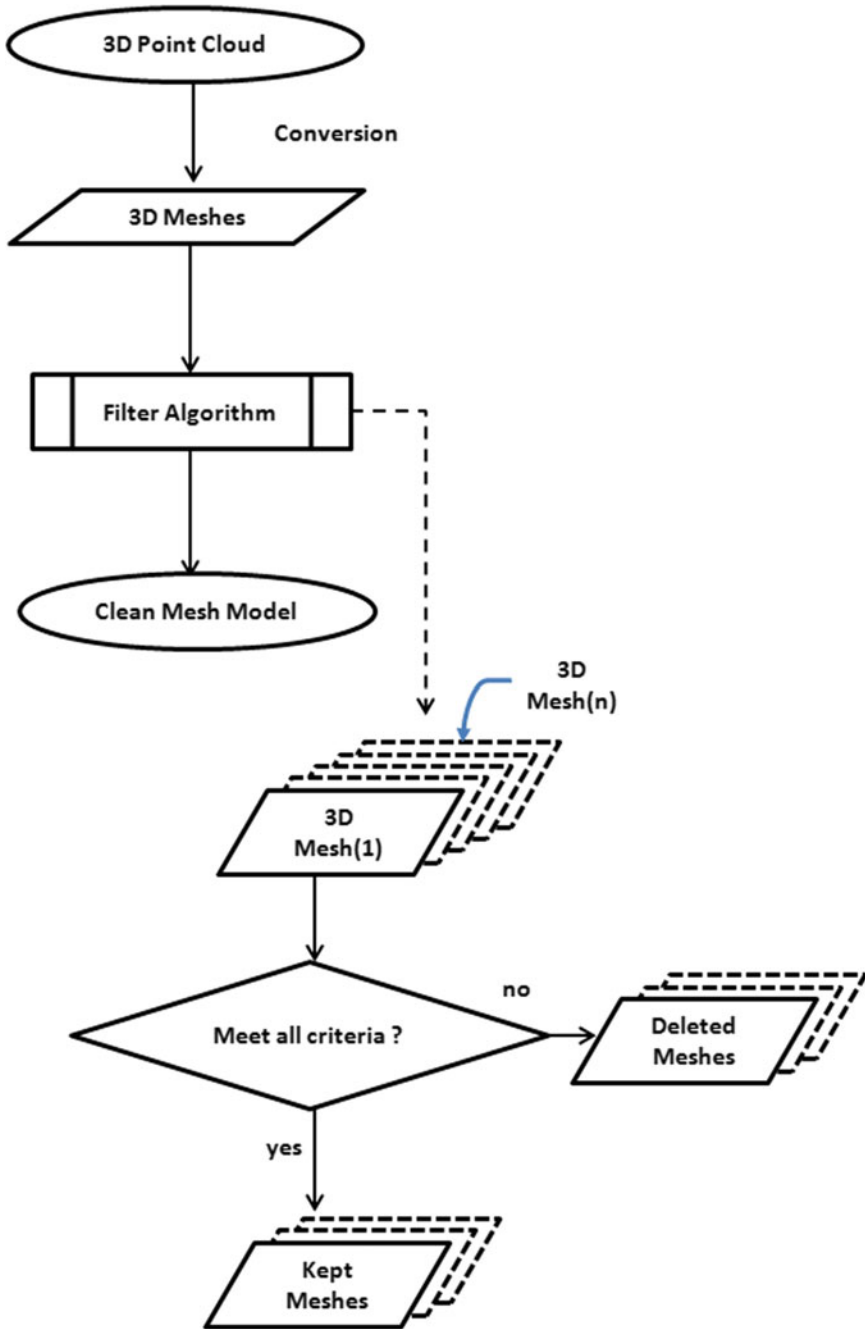 3D Point Cloud
Conversion
3D Meshes
Filter Algorithm
Clean Mesh Model
3D
Mesh(n)
3D
Mesh(1)
no
Meet all criteria ?
Deleted
Meshes
yes
Kept
Meshes